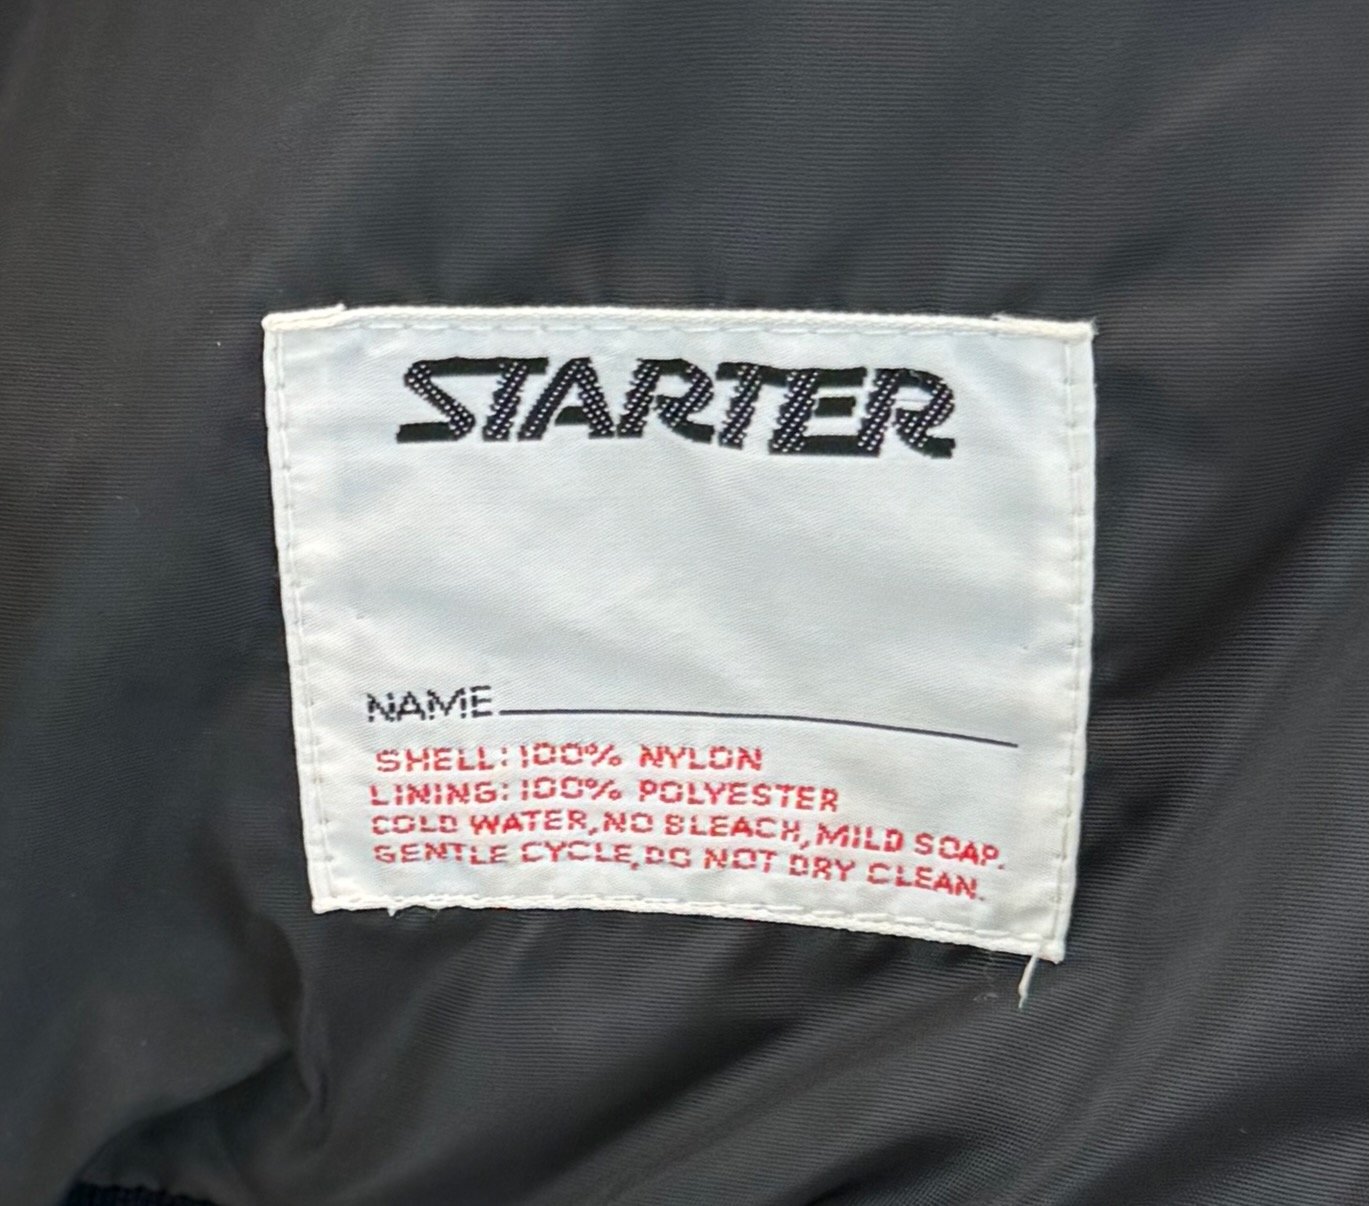 STARTER
NAME
SHELL: 100% NYLON
LINING: 100% POLYESTER
COLD WATER, NO BLEACH, MILD SOAP.
GENTLE CYCLE, DO NOT DRY CLEAN.